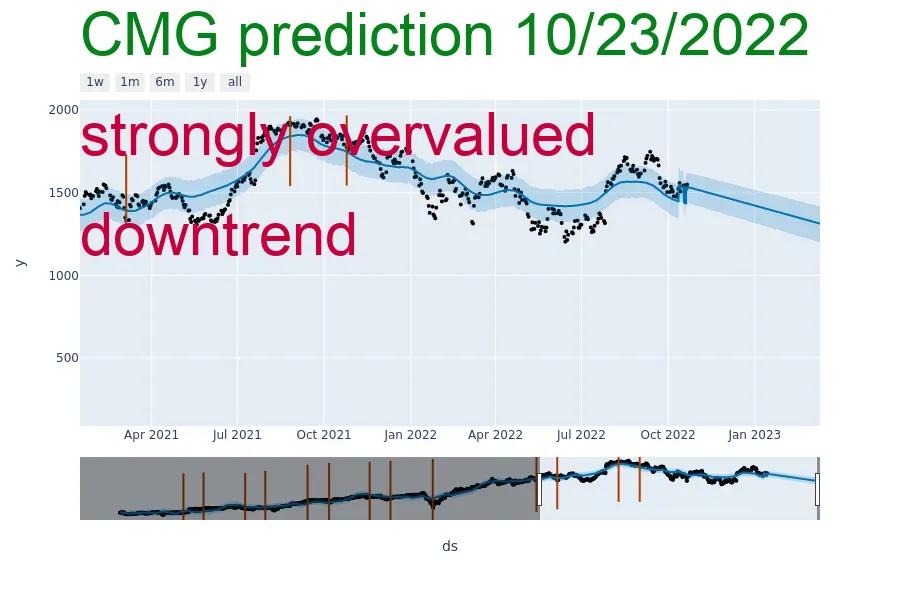 CMG prediction 10/23/2022
1w 1m 6m 1y all
2000
strongly overvalued
1500
downtrend
y
1000
500
Apr 2021 Jul 2021 Oct 2021 Jan 2022 Apr 2022 Jul 2022 Oct 2022 Jan 2023
ds